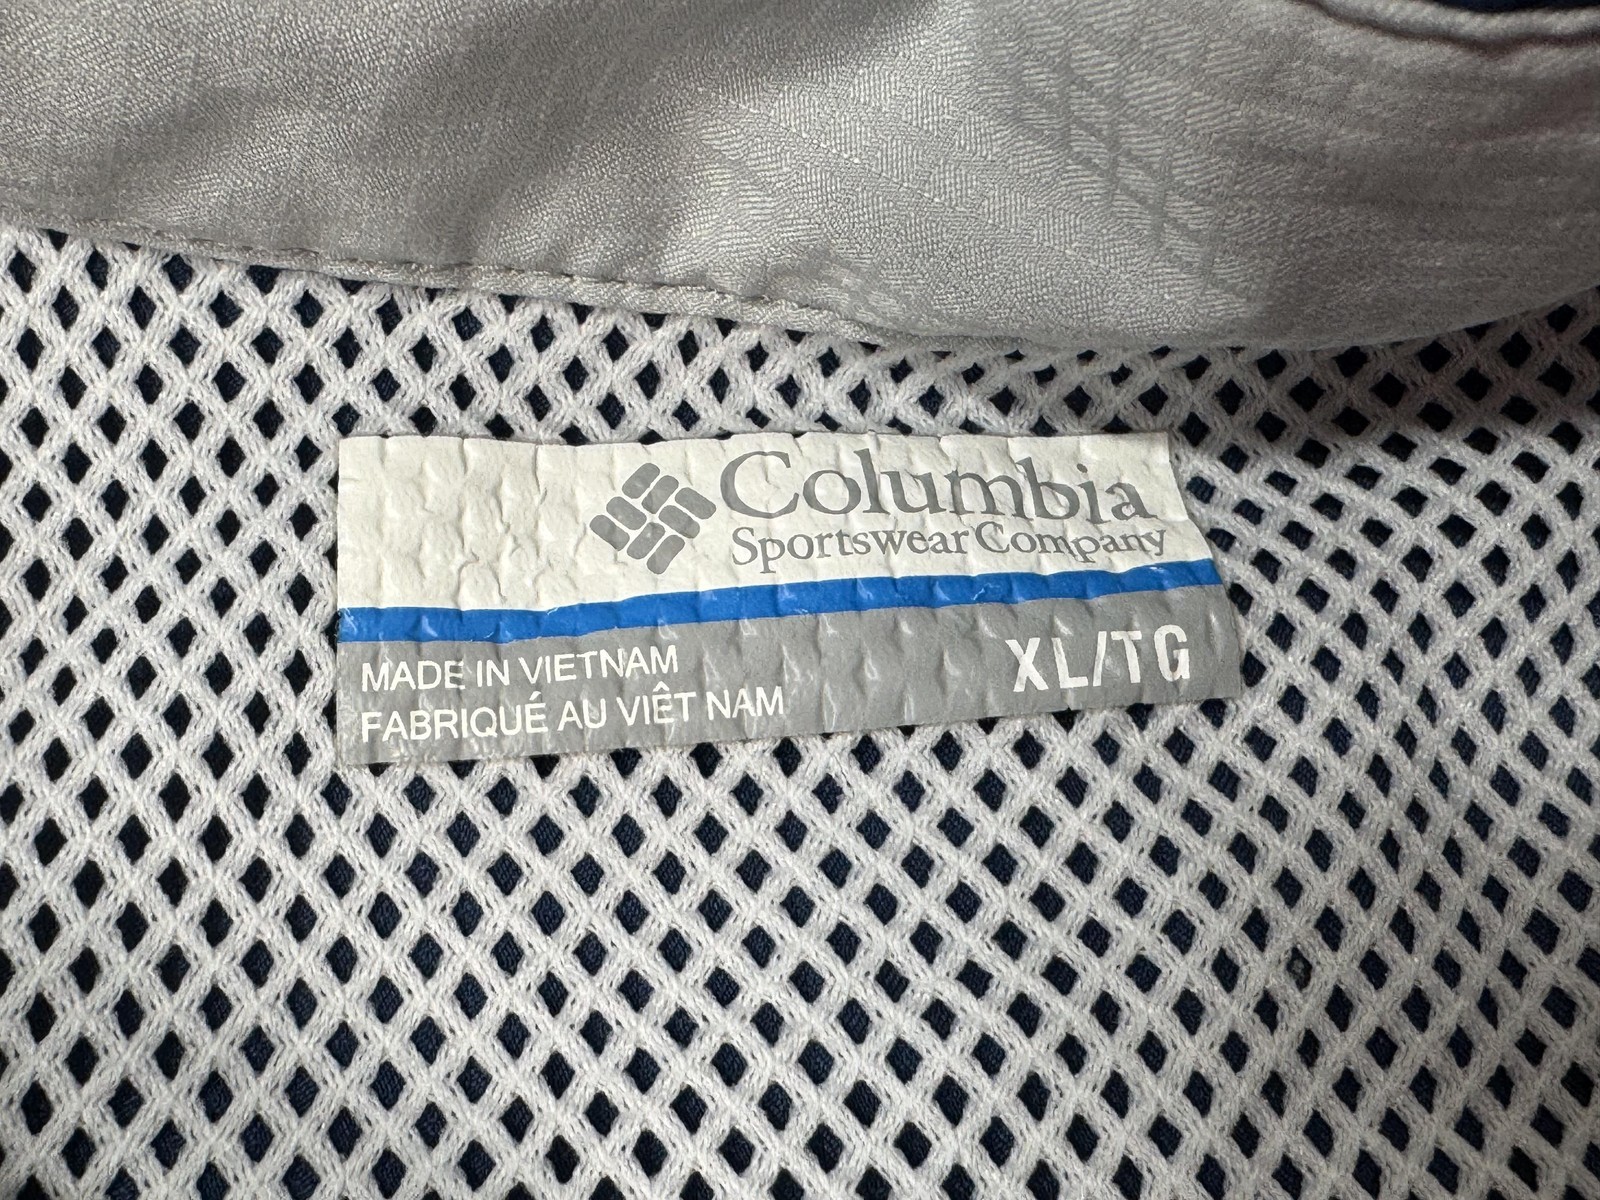 Columbia
Sportswear Company
MADE IN VIETNAM
FABRIQUÉ AU VIÊT NAM
XL/TG